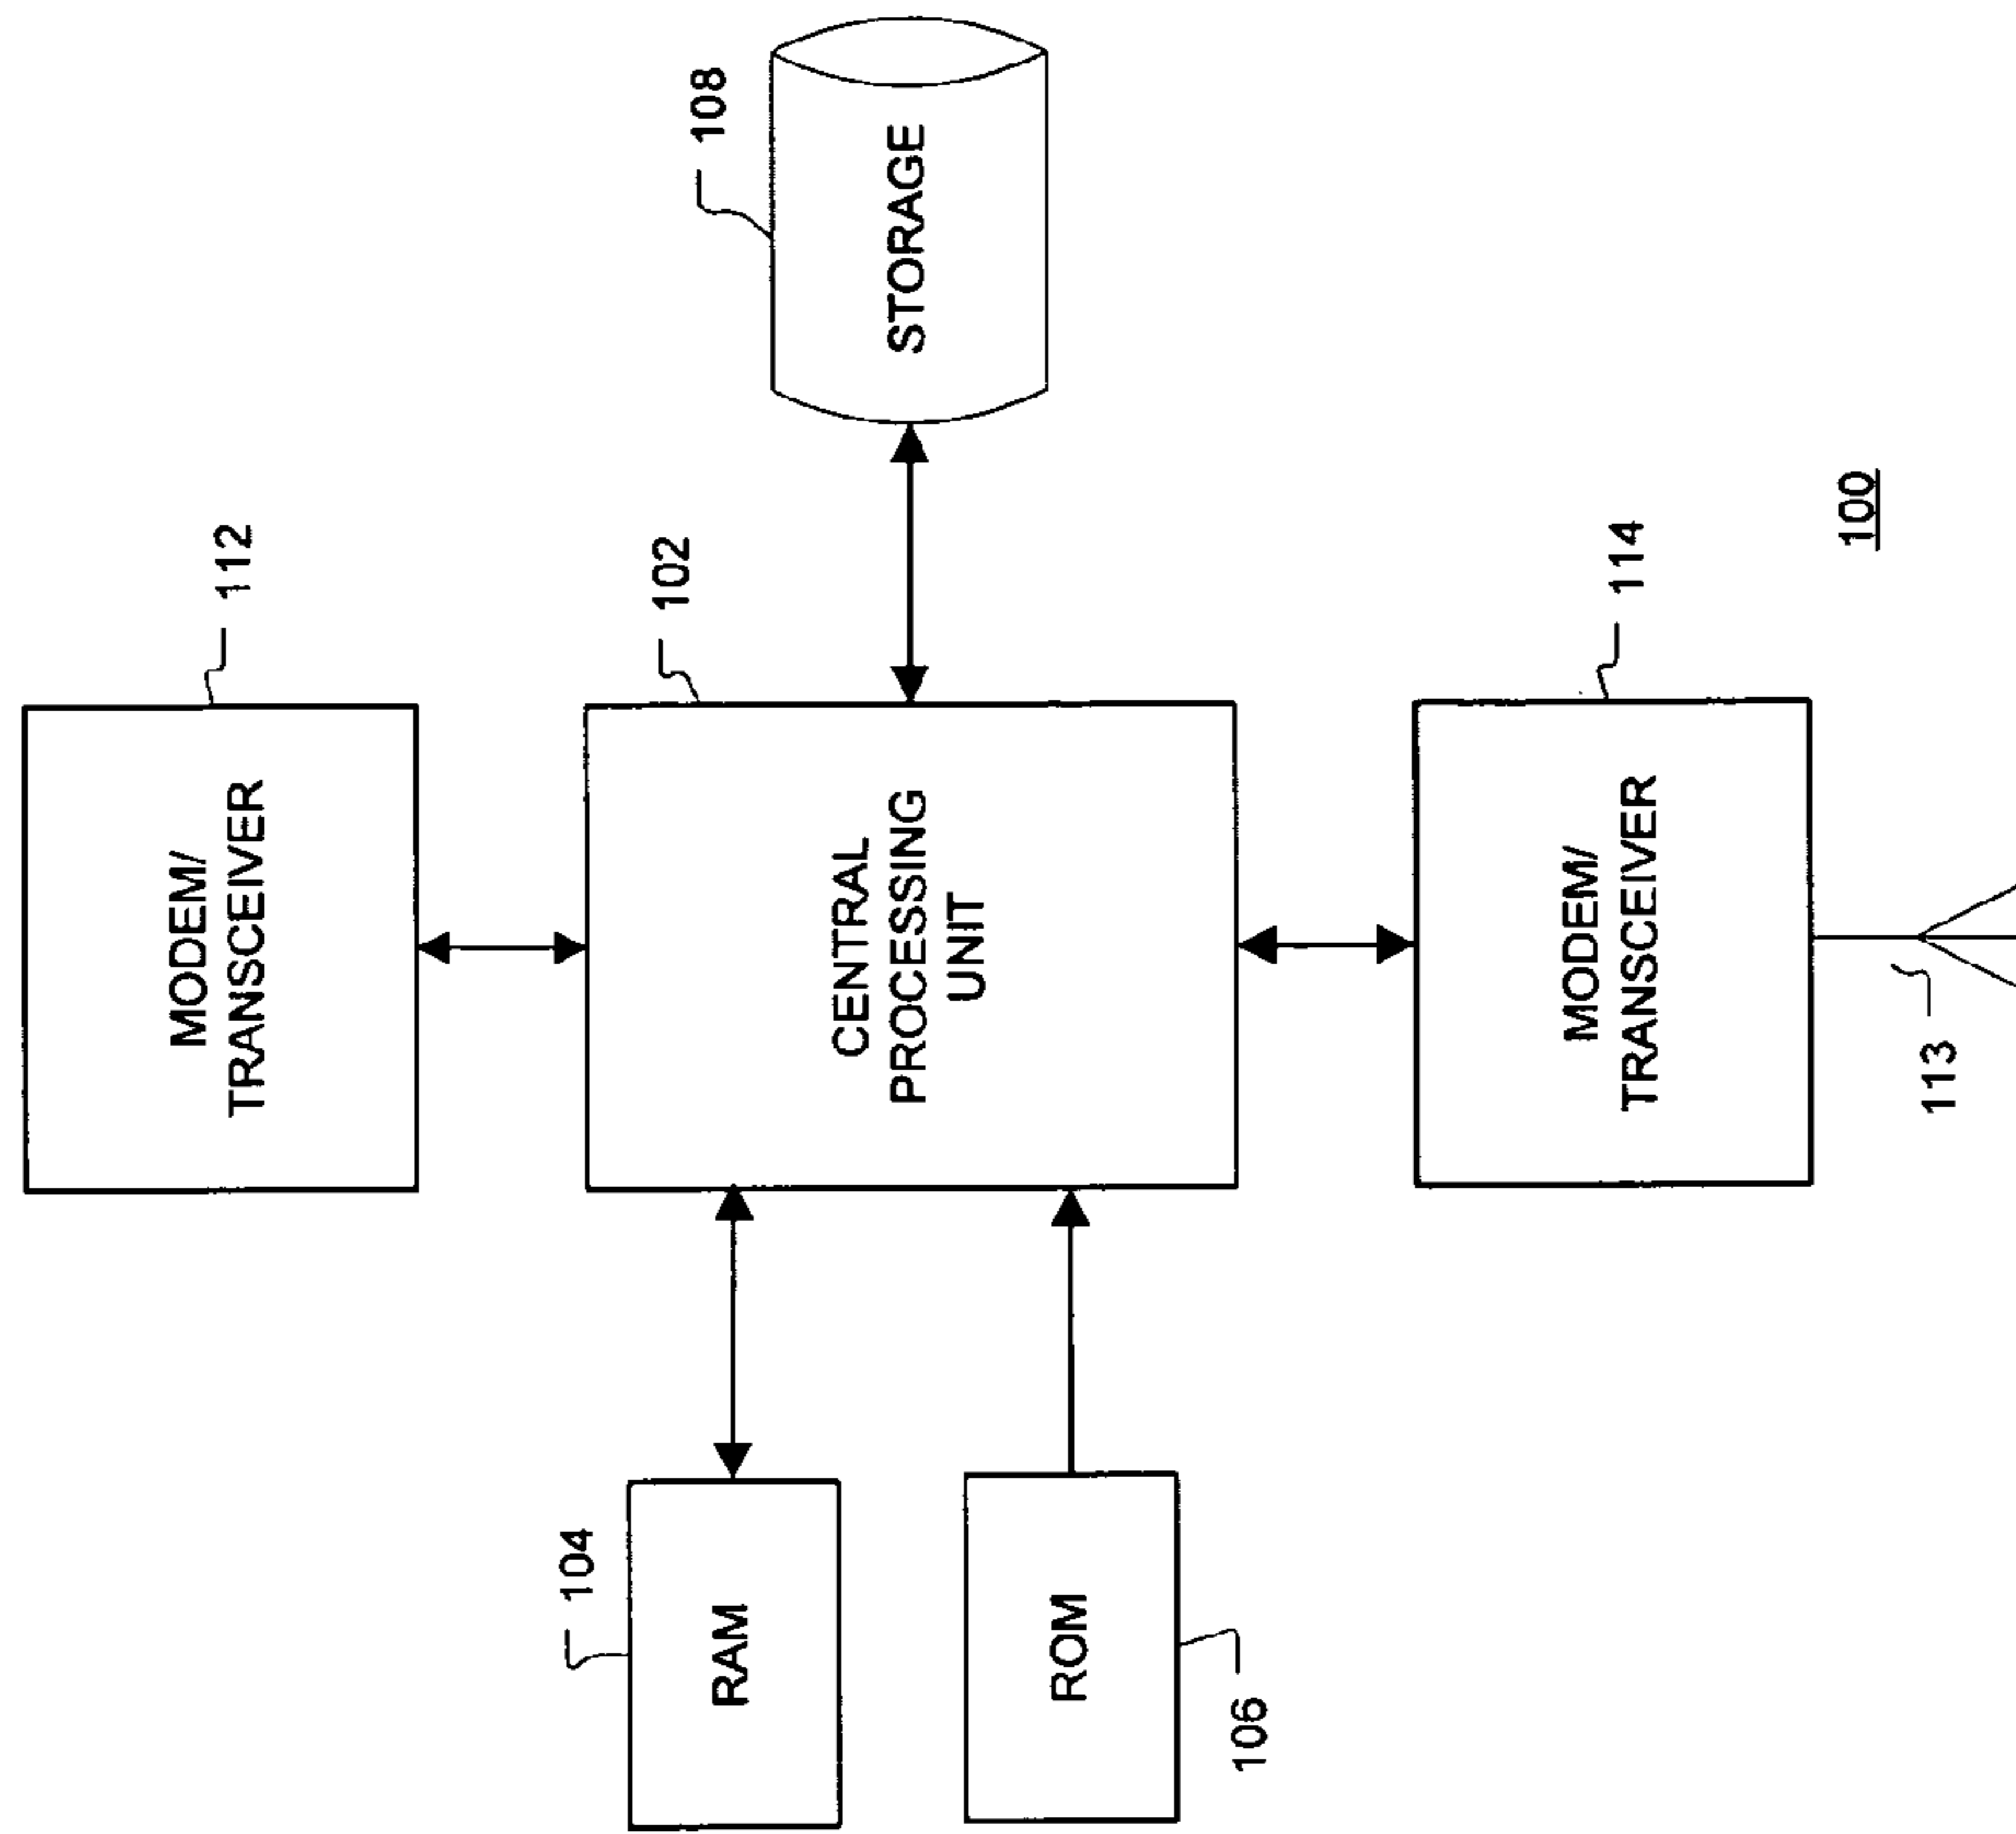 MODEM/
TRANSCEIVER
112
104
102
108
RAM
CENTRAL
PROCESSING
UNIT
STORAGE
ROM
106
MODEM/
TRANSCEIVER
114
100
113